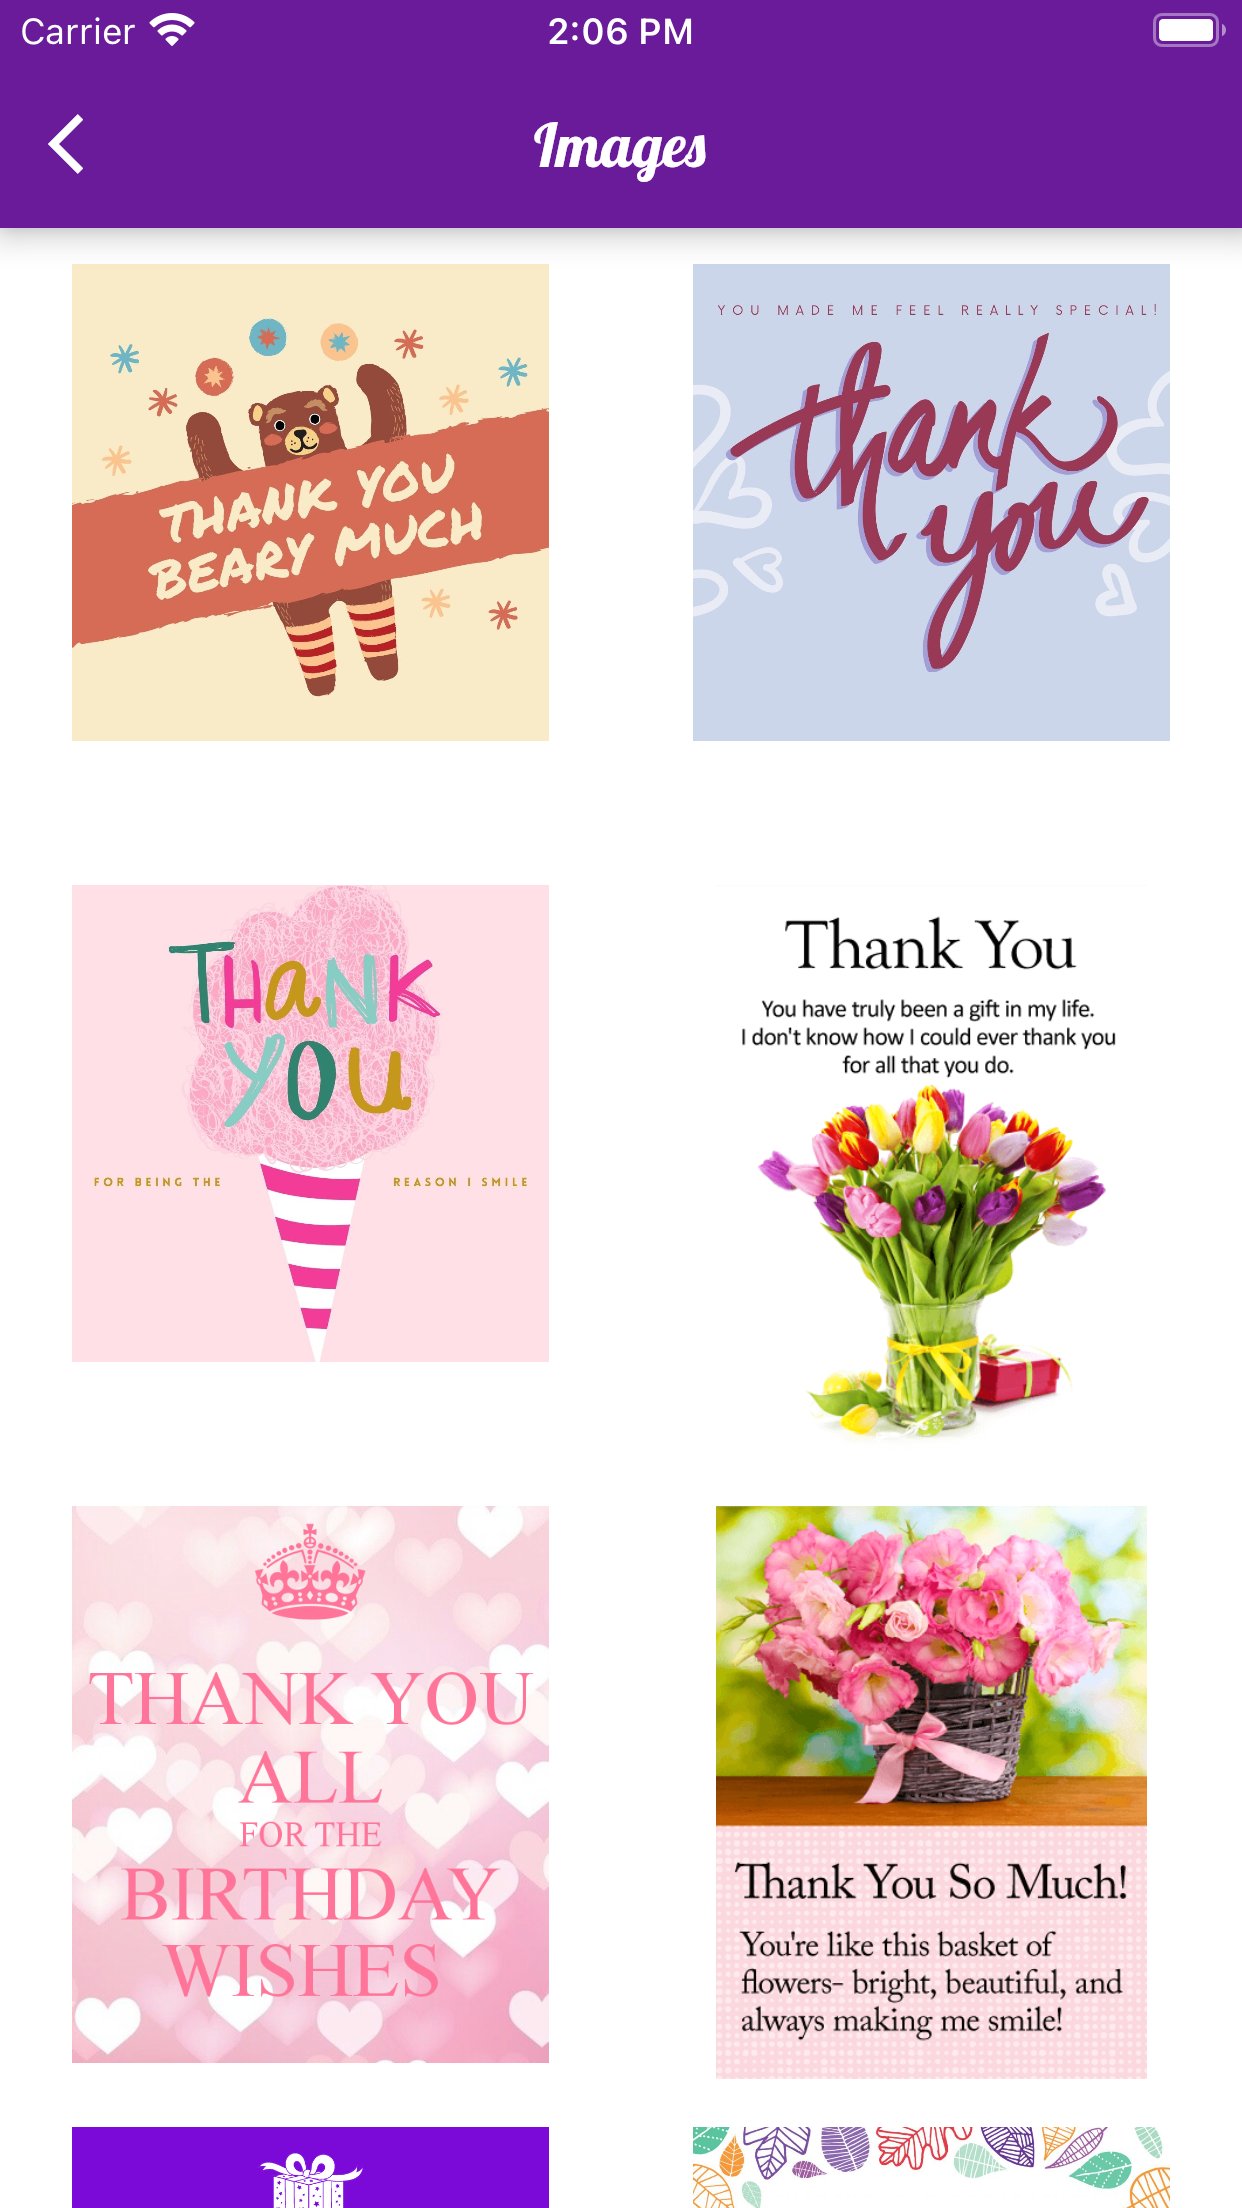 Carrier
2:06 PM
Images
THANK YOU
BEARY MUCH
YOU MADE ME FEEL REALLY SPECIAL!
thank
you
THANK
YOU
FOR BEING THE REASON I SMILE
Thank You
You have truly been a gift in my life.
I don't know how I could ever thank you
for all that you do.
THANK YOU
ALL
FOR THE
BIRTHDAY
WISHES
Thank You So Much!
You're like this basket of
flowers- bright, beautiful, and
always making me smile!